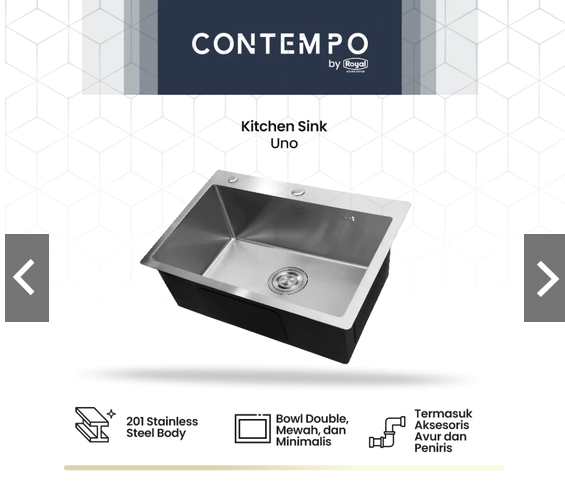 CONTEMPO
by Royal
Kitchen Sink
Uno
201 Stainless
Steel Body
Bowl Double,
Mewah, dan
Minimalis
Termasuk
Aksesoris
Avur dan
Peniris